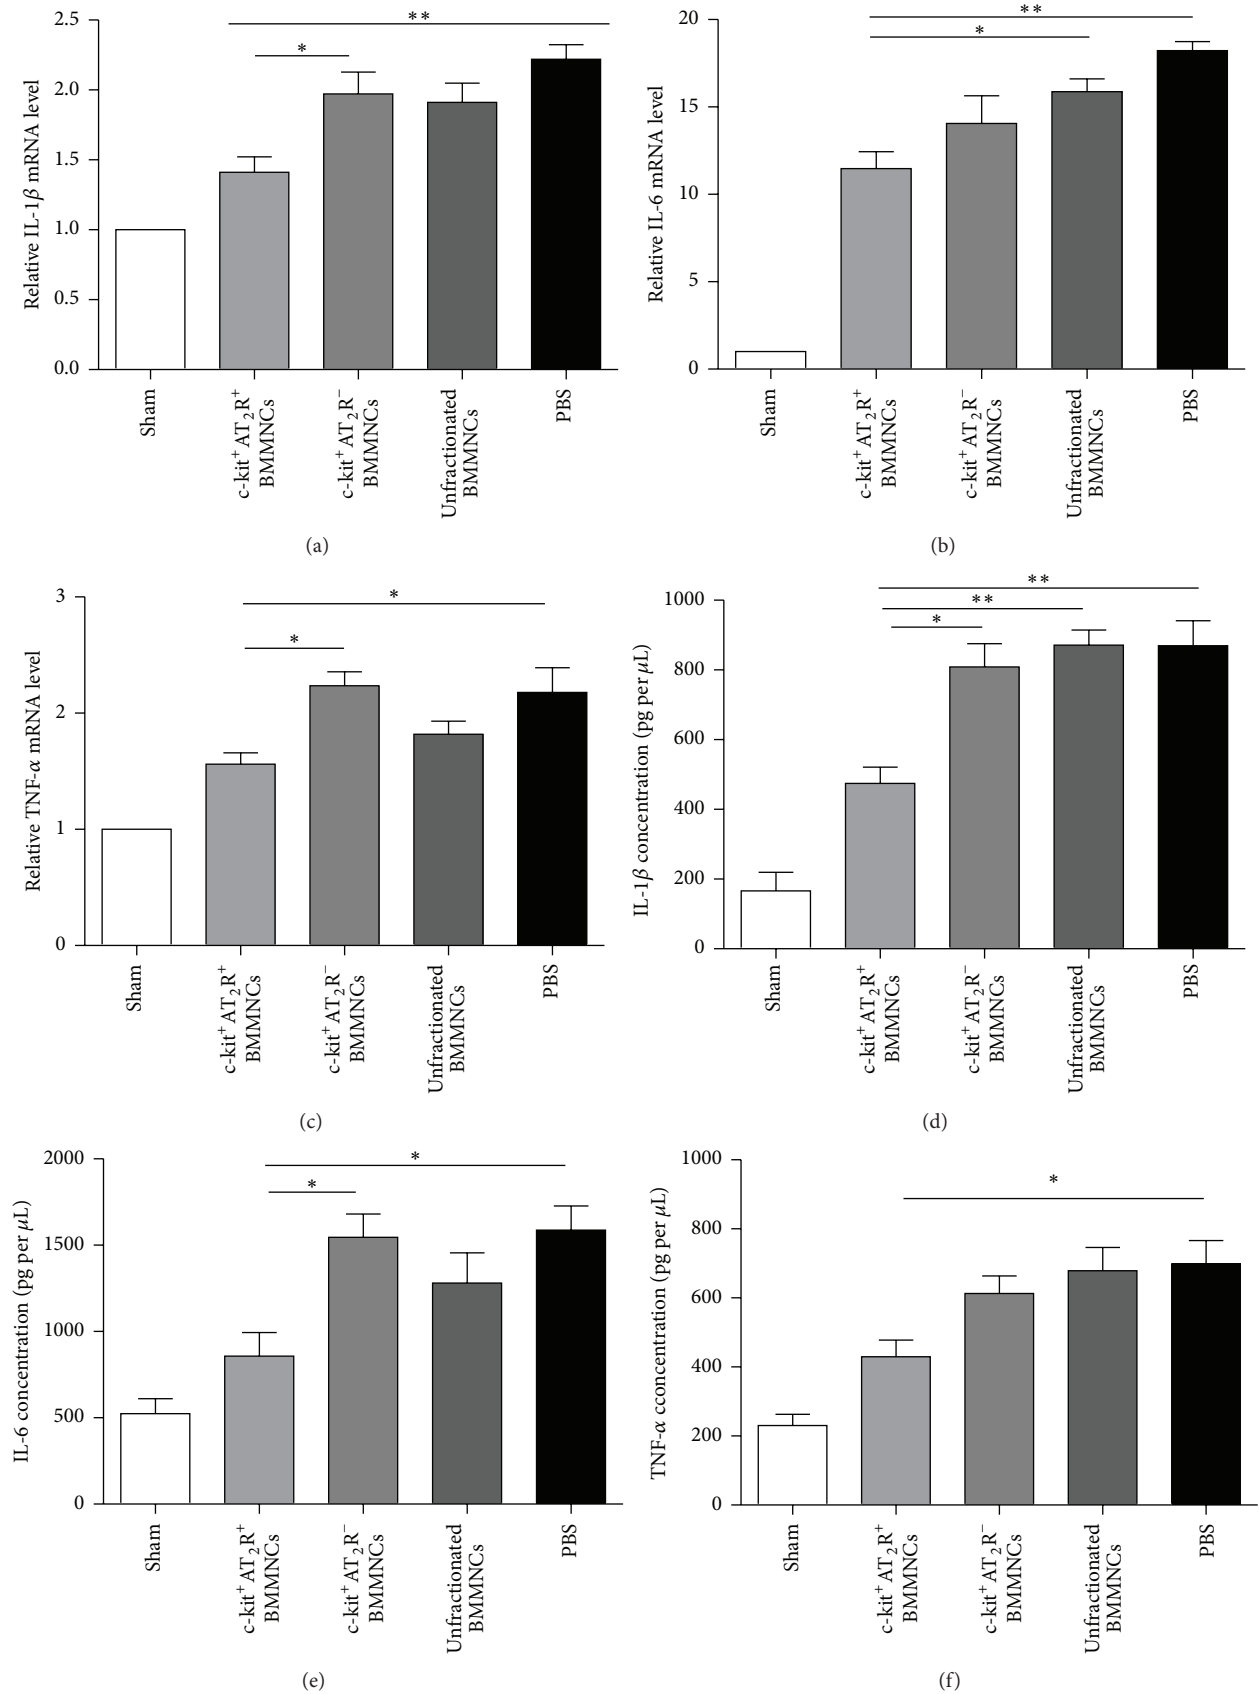 **
*
2.5
2.0
1.5
1.0
0.5
0.0
Relative IL-1β mRNA level
Sham
c-kit⁺ AT₂R⁺
BMMNCs
c-kit⁺ AT₂R⁻
BMMNCs
Unfractionated
BMMNCs
PBS
(a)
**
*
20
15
10
5
0
Relative IL-6 mRNA level
Sham
c-kit⁺ AT₂R⁺
BMMNCs
c-kit⁺ AT₂R⁻
BMMNCs
Unfractionated
BMMNCs
PBS
(b)
*
*
3
2
1
0
Relative TNF-α mRNA level
Sham
c-kit⁺ AT₂R⁺
BMMNCs
c-kit⁺ AT₂R⁻
BMMNCs
Unfractionated
BMMNCs
PBS
(c)
**
**
*
1000
800
600
400
200
0
IL-1β concentration (pg per μL)
Sham
c-kit⁺ AT₂R⁺
BMMNCs
c-kit⁺ AT₂R⁻
BMMNCs
Unfractionated
BMMNCs
PBS
(d)
*
*
2000
1500
1000
500
0
IL-6 concentration (pg per μL)
Sham
c-kit⁺ AT₂R⁺
BMMNCs
c-kit⁺ AT₂R⁻
BMMNCs
Unfractionated
BMMNCs
PBS
(e)
*
1000
800
600
400
200
0
TNF-α cconcentration (pg per μL)
Sham
c-kit⁺ AT₂R⁺
BMMNCs
c-kit⁺ AT₂R⁻
BMMNCs
Unfractionated
BMMNCs
PBS
(f)